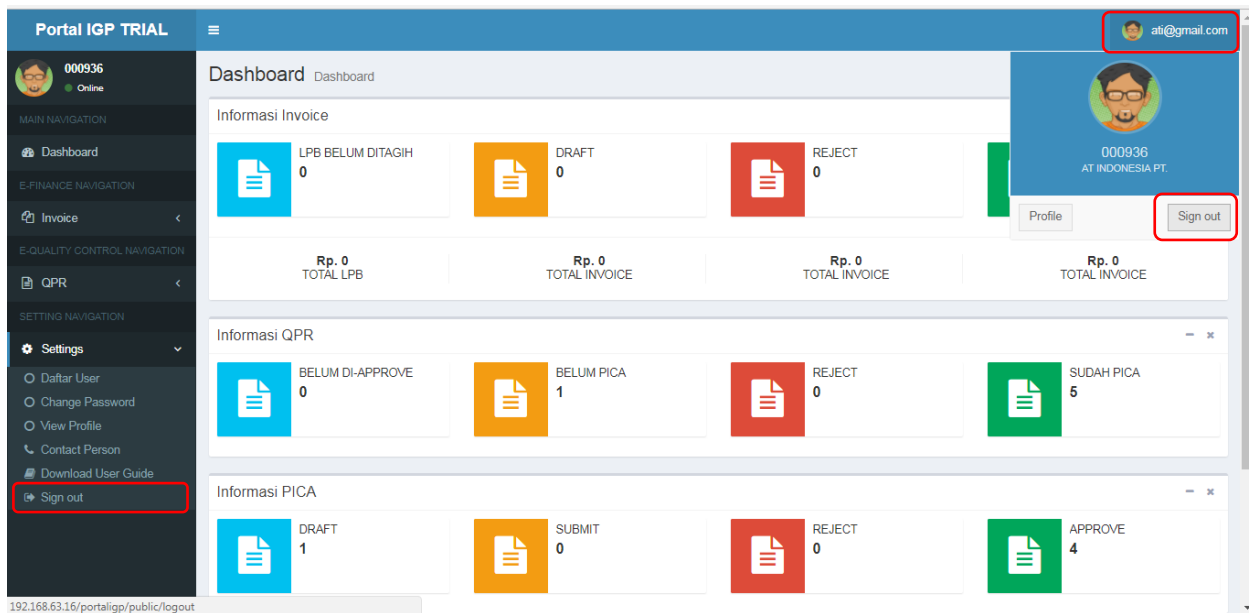 Portal IGP TRIAL
ati@gmail.com
000936
Online
MAIN NAVIGATION
Dashboard
E-FINANCE NAVIGATION
Invoice
E-QUALITY CONTROL NAVIGATION
QPR
SETTING NAVIGATION
Settings
Daftar User
Change Password
View Profile
Contact Person
Download User Guide
Sign out
Dashboard Dashboard
000936
AT INDONESIA PT.
Profile
Sign out
Informasi Invoice
LPB BELUM DITAGIH
0
DRAFT
0
REJECT
0
Rp. 0
TOTAL LPB
Rp. 0
TOTAL INVOICE
Rp. 0
TOTAL INVOICE
Rp. 0
TOTAL INVOICE
Informasi QPR
BELUM DI-APPROVE
0
BELUM PICA
1
REJECT
0
SUDAH PICA
5
Informasi PICA
DRAFT
1
SUBMIT
0
REJECT
0
APPROVE
4
192.168.63.16/portaligp/public/logout